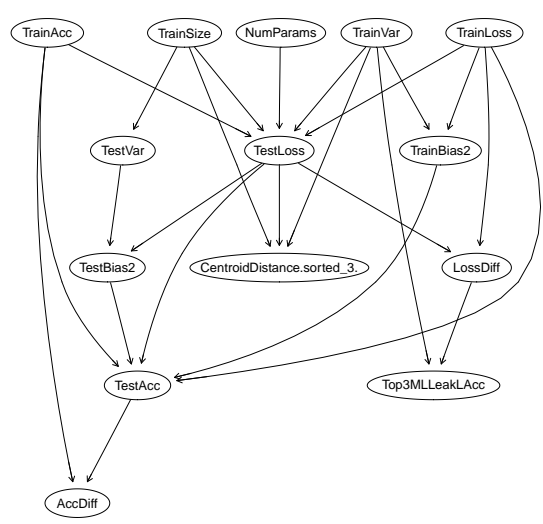 TrainAcc TrainSize NumParams TrainVar TrainLoss
TestVar TestLoss TrainBias2
TestBias2 CentroidDistance.sorted_3. LossDiff
TestAcc Top3MLLeakLAcc
AccDiff